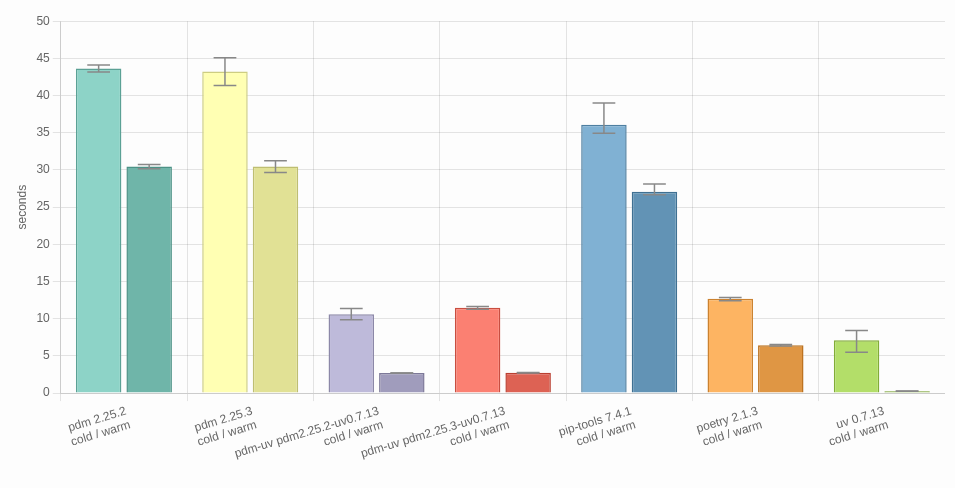 50
45
40
35
30
25
20
15
10
5
0
seconds
pdm 2.25.2
cold / warm
pdm 2.25.3
cold / warm
pdm-uv pdm2.25.2-uv0.7.13
cold / warm
pdm-uv pdm2.25.3-uv0.7.13
cold / warm
pip-tools 7.4.1
cold / warm
poetry 2.1.3
cold / warm
uv 0.7.13
cold / warm